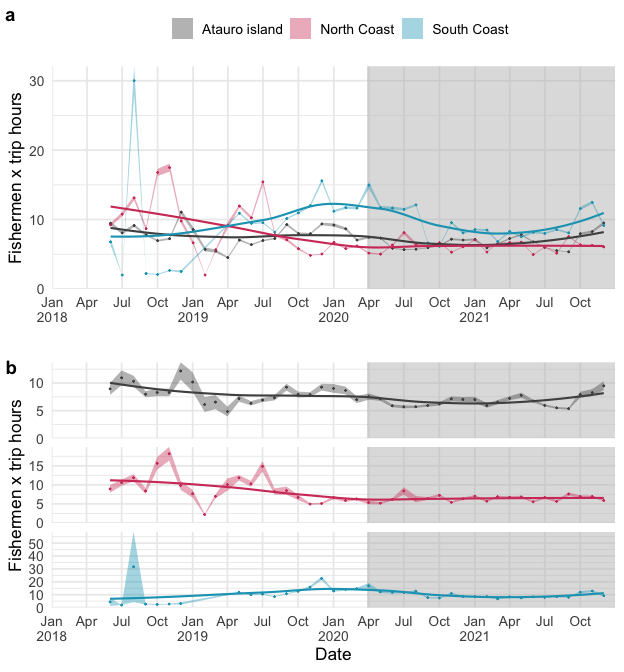 a
Atauro island North Coast South Coast
Fishermen x trip hours
30
20
10
0
Jan Apr Jul Oct Jan Apr Jul Oct Jan Apr Jul Oct Jan Apr Jul Oct
2018 2019 2020 2021
b
Fishermen x trip hours
10
5
0
15
10
5
0
50
40
30
20
10
0
Jan Apr Jul Oct Jan Apr Jul Oct Jan Apr Jul Oct Jan Apr Jul Oct
2018 2019 2020 2021
Date